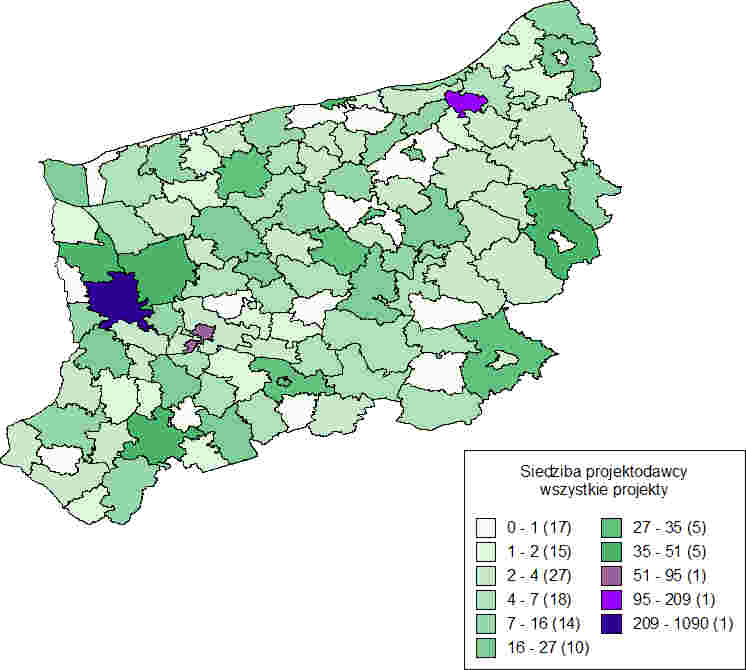 Siedziba projektodawcy
wszystkie projekty
0 - 1 (17)
1 - 2 (15)
2 - 4 (27)
4 - 7 (18)
7 - 16 (14)
16 - 27 (10)
27 - 35 (5)
35 - 51 (5)
51 - 95 (1)
95 - 209 (1)
209 - 1090 (1)